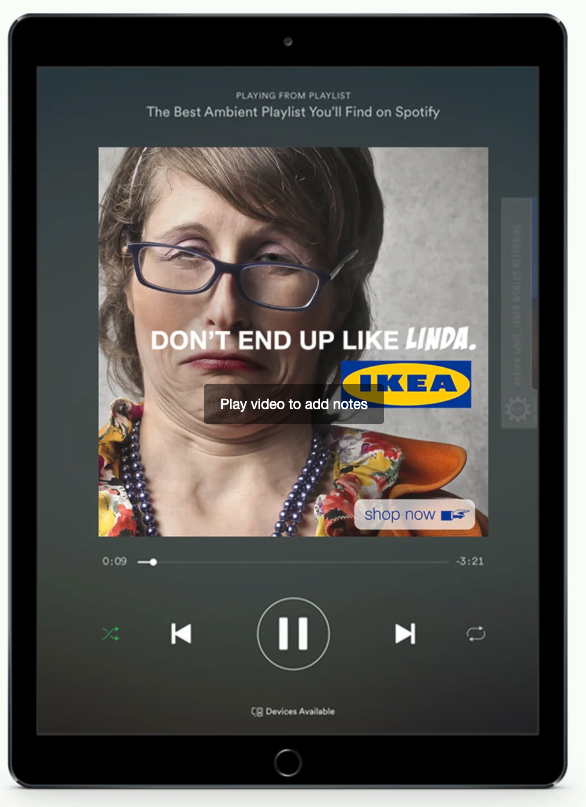 PLAYING FROM PLAYLIST
The Best Ambient Playlist You'll Find on Spotify
DON'T END UP LIKE LINDA.
IKEA
Play video to add notes
shop now
0:09
-3:21
Devices Available